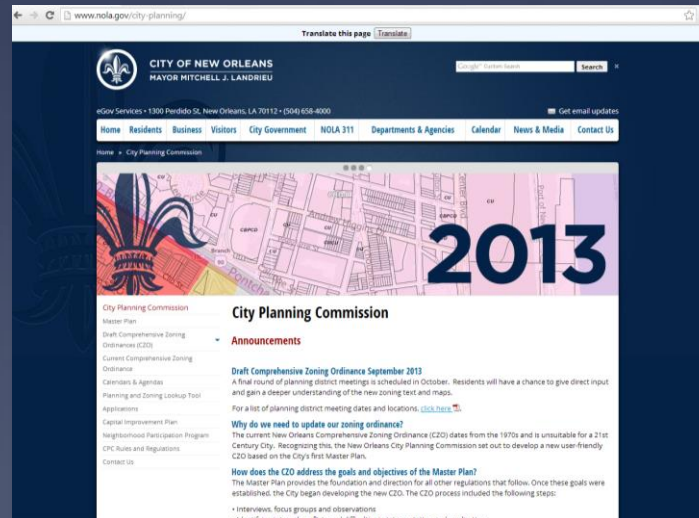 www.nola.gov/city-planning/
Translate this page Translate
CITY OF NEW ORLEANS
MAYOR MITCHELL J. LANDRIEU
Search
eGov Services • 1300 Perdido St, New Orleans, LA 70112 • (504) 658-4000
Get email updates
Home Residents Business Visitors City Government NOLA 311 Departments & Agencies Calendar News & Media Contact Us
Home » City Planning Commission
2013
City Planning Commission
Master Plan
Draft Comprehensive Zoning
Ordinances (CZO)
Current Comprehensive Zoning
Ordinance
Calendars & Agendas
Planning and Zoning Lookup Tool
Applications
Capital Improvement Plan
Neighborhood Participation Program
CPC Rules and Regulations
Contact Us
City Planning Commission
Announcements
Draft Comprehensive Zoning Ordinance September 2013
A final round of planning district meetings is scheduled in October. Residents will have a chance to give direct input
and gain a deeper understanding of the new zoning text and maps.
For a list of planning district meeting dates and locations, click here
Why do we need to update our zoning ordinance?
The current New Orleans Comprehensive Zoning Ordinance (CZO) dates from the 1970s and is unsuitable for a 21st
Century City. Recognizing this, the New Orleans City Planning Commission set out to develop a new user-friendly
CZO based on the City's first Master Plan.
How does the CZO address the goals and objectives of the Master Plan?
The Master Plan provides the foundation and direction for all other regulations that follow. Once these goals were
established, the City began developing the new CZO. The CZO process included the following steps:
• Interviews, focus groups and observations